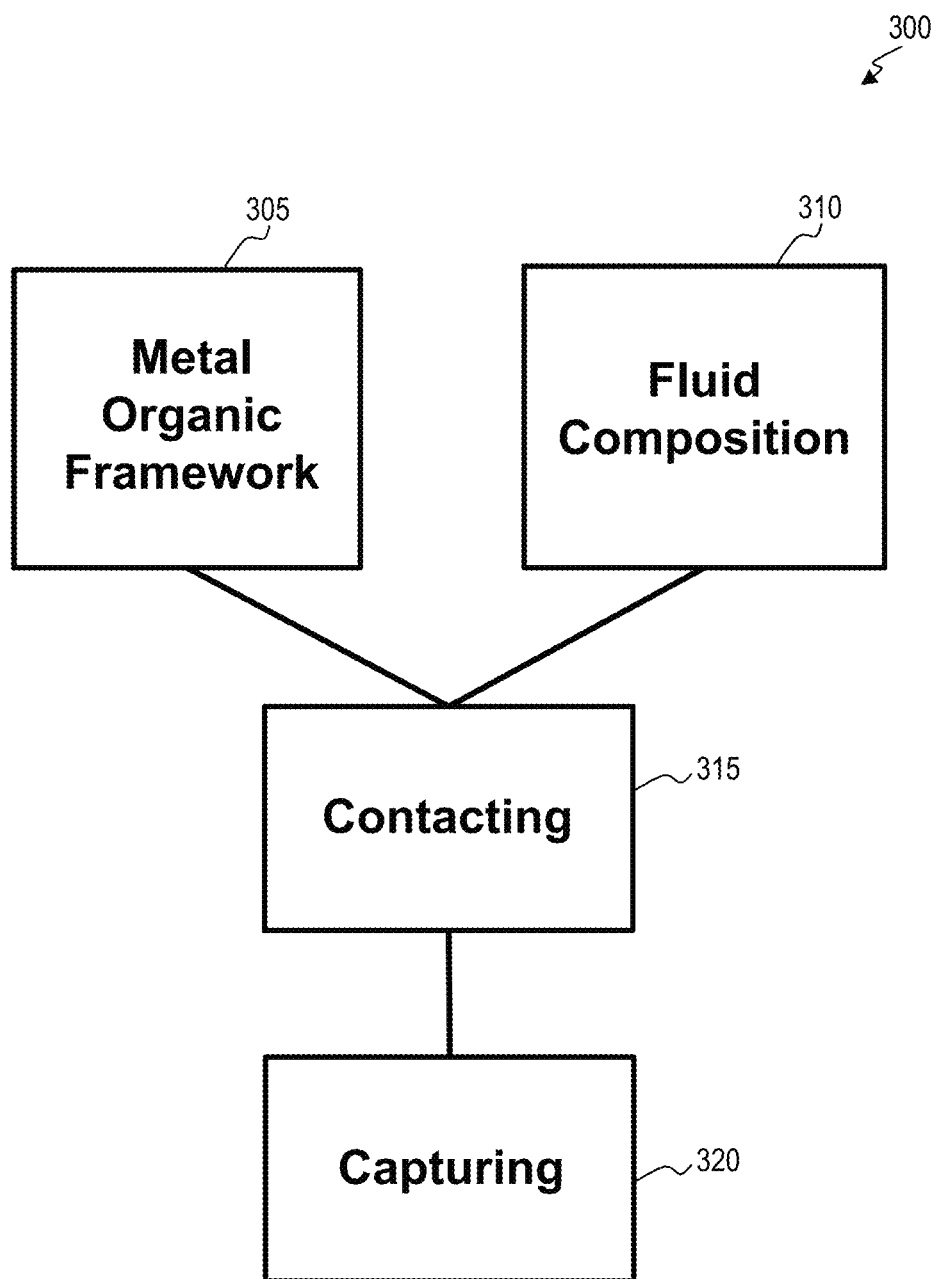 300
305
310
Metal
Organic
Framework
Fluid
Composition
Contacting
315
Capturing
320